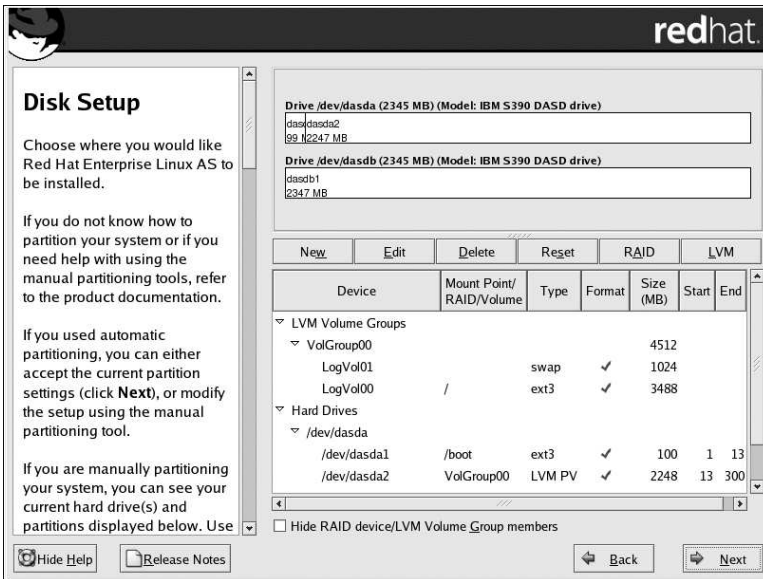 redhat.
Disk Setup
Choose where you would like
Red Hat Enterprise Linux AS to
be installed.
If you do not know how to
partition your system or if you
need help with using the
manual partitioning tools, refer
to the product documentation.
If you used automatic
partitioning, you can either
accept the current partition
settings (click Next), or modify
the setup using the manual
partitioning tool.
If you are manually partitioning
your system, you can see your
current hard drive(s) and
partitions displayed below. Use
Drive /dev/dasda (2345 MB) (Model: IBM S390 DASD drive)
dasda2
99 2247 MB
Drive /dev/dasdb (2345 MB) (Model: IBM S390 DASD drive)
dasdb1
2347 MB
New Edit Delete Reset RAID LVM
Device Mount Point/ RAID/Volume Type Format Size (MB) Start End
LVM Volume Groups
VolGroup00 4512
LogVol01 swap ✓ 1024
LogVol00 / ext3 ✓ 3488
Hard Drives
/dev/dasda
/dev/dasda1 /boot ext3 ✓ 100 1 13
/dev/dasda2 VolGroup00 LVM PV ✓ 2248 13 300
Hide RAID device/LVM Volume Group members
Hide Help Release Notes Back Next